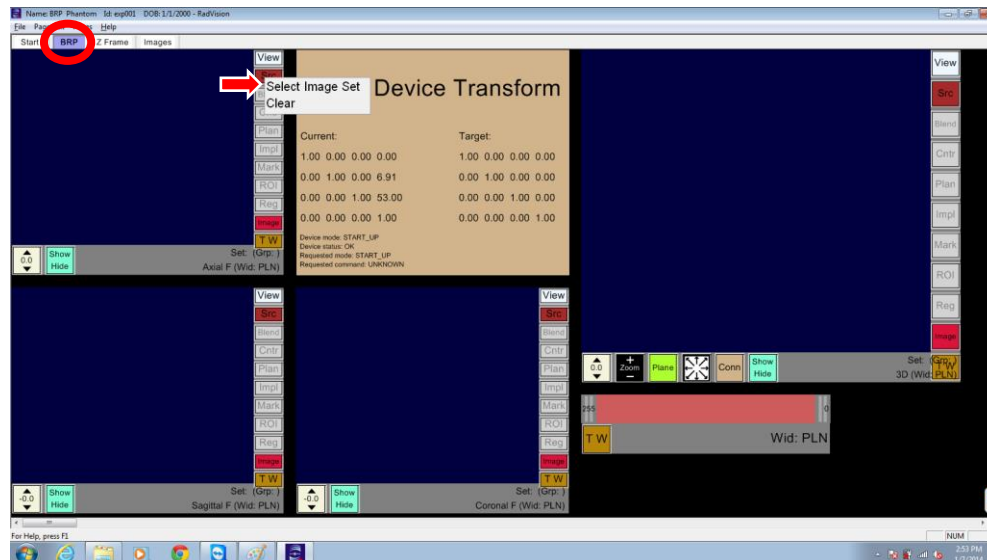 Name: BRP Phantom Id: exp001 DOB: 1/1/2000 - RadVision
File Help
Start BRP Z Frame Images
View
Select Image Set
Clear
Plan
Impl
Mark
ROI
Reg
Image
T W
0.0
Show
Hide
Set: (Grp: )
Axial F (Wid: PLN)
Device Transform
Current: Target:
1.00 0.00 0.00 0.00 1.00 0.00 0.00 0.00
0.00 1.00 0.00 6.91 0.00 1.00 0.00 0.00
0.00 0.00 1.00 53.00 0.00 0.00 1.00 0.00
0.00 0.00 0.00 1.00 0.00 0.00 0.00 1.00
Device mode: START_UP
Device status: OK
Requested mode: START_UP
Requested command: UNKNOWN
View
Src
Blend
Cntr
Plan
Impl
Mark
ROI
Reg
Image
T W
0.0
+
Zoom
−
Plane
Conn
Show
Hide
Set: (Grp: )
3D (Wid: PLN)
255 0
T W Wid: PLN
View
Src
Blend
Cntr
Plan
Impl
Mark
ROI
Reg
Image
T W
-0.0
Show
Hide
Set: (Grp: )
Sagittal F (Wid: PLN)
View
Src
Blend
Cntr
Plan
Impl
Mark
ROI
Reg
Image
T W
-0.0
Show
Hide
Set: (Grp: )
Coronal F (Wid: PLN)
For Help, press F1
NUM
2:53 PM
1/7/2014